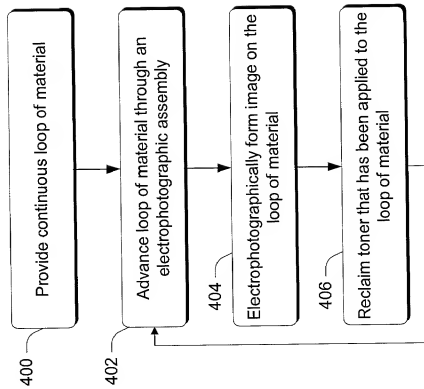 400
Provide continuous loop of material
402
Advance loop of material through an
electrophotographic assembly
404
Electrophotographically form image on the
loop of material
406
Reclaim toner that has been applied to the
loop of material